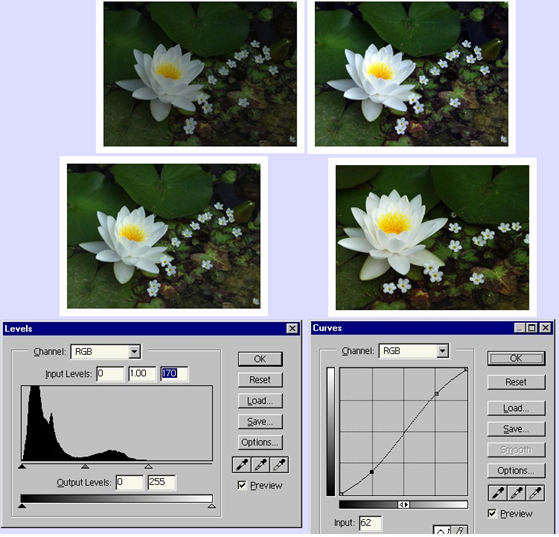 Levels
Channel: RGB
Input Levels: 0 1.00 170
OK
Reset
Load...
Save...
Options...
Output Levels: 0 255
Preview
Curves
Channel: RGB
OK
Reset
Load...
Save...
Smooth
Options...
Preview
Input: 62